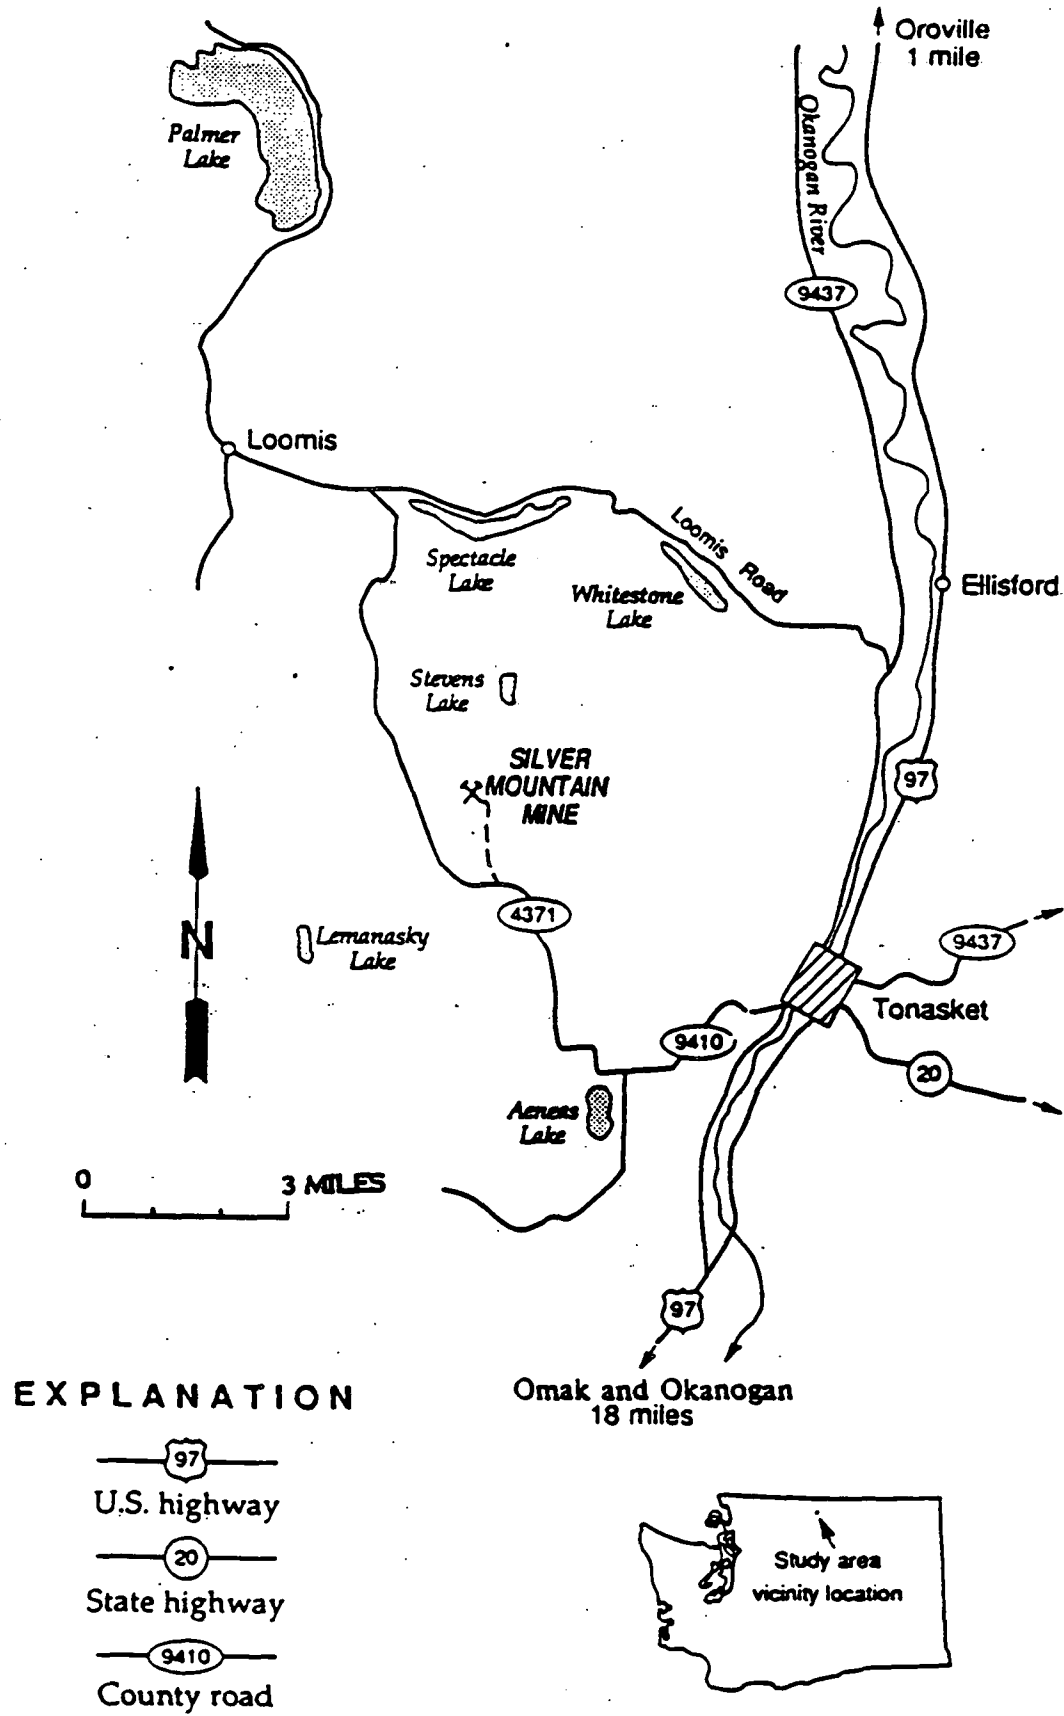 Oroville
1 mile
Palmer
Lake
Okanogan River
9437
Loomis
Spectacle
Lake
Loomis Road
Whitestone
Lake
Ellisford
Stevens
Lake
SILVER
MOUNTAIN
MINE
97
4371
N
Lemanasky
Lake
9437
Tonasket
9410
20
Aeneas
Lake
0 3 MILES
97
Omak and Okanogan
18 miles
EXPLANATION
97
U.S. highway
20
State highway
9410
County road
Study area
vicinity location